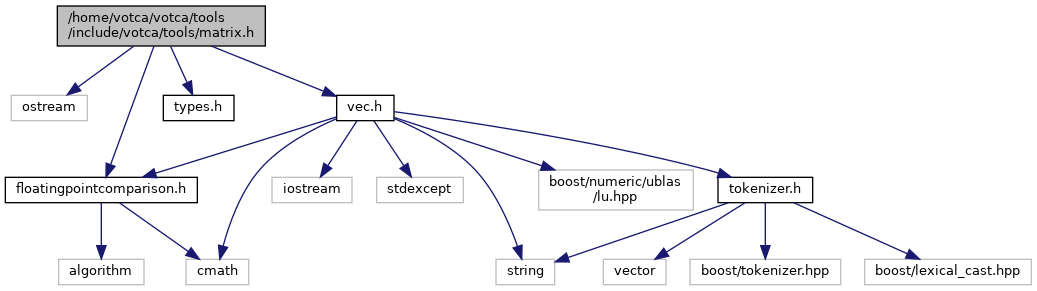 /home/votca/votca/tools
/include/votca/tools/matrix.h
ostream
types.h
vec.h
floatingpointcomparison.h
iostream
stdexcept
boost/numeric/ublas
/lu.hpp
tokenizer.h
algorithm
cmath
string
vector
boost/tokenizer.hpp
boost/lexical_cast.hpp